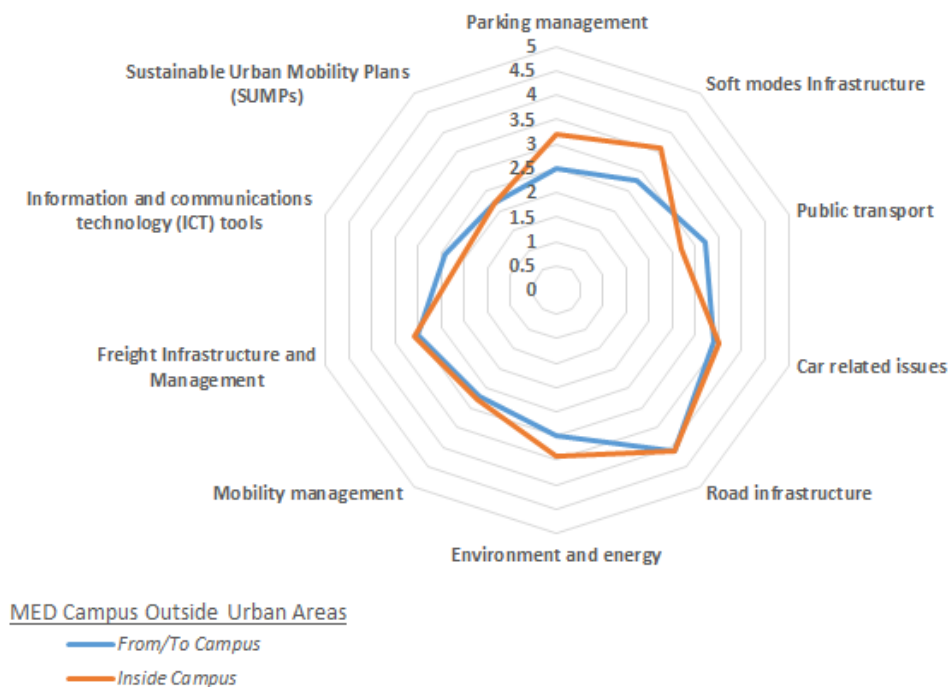 Parking management
5
4.5
4
3.5
3
2.5
2
1.5
1
0.5
0
Soft modes Infrastructure
Public transport
Car related issues
Road infrastructure
Environment and energy
Mobility management
Freight Infrastructure and
Management
Information and communications
technology (ICT) tools
Sustainable Urban Mobility Plans
(SUMPs)
MED Campus Outside Urban Areas
From/To Campus
Inside Campus